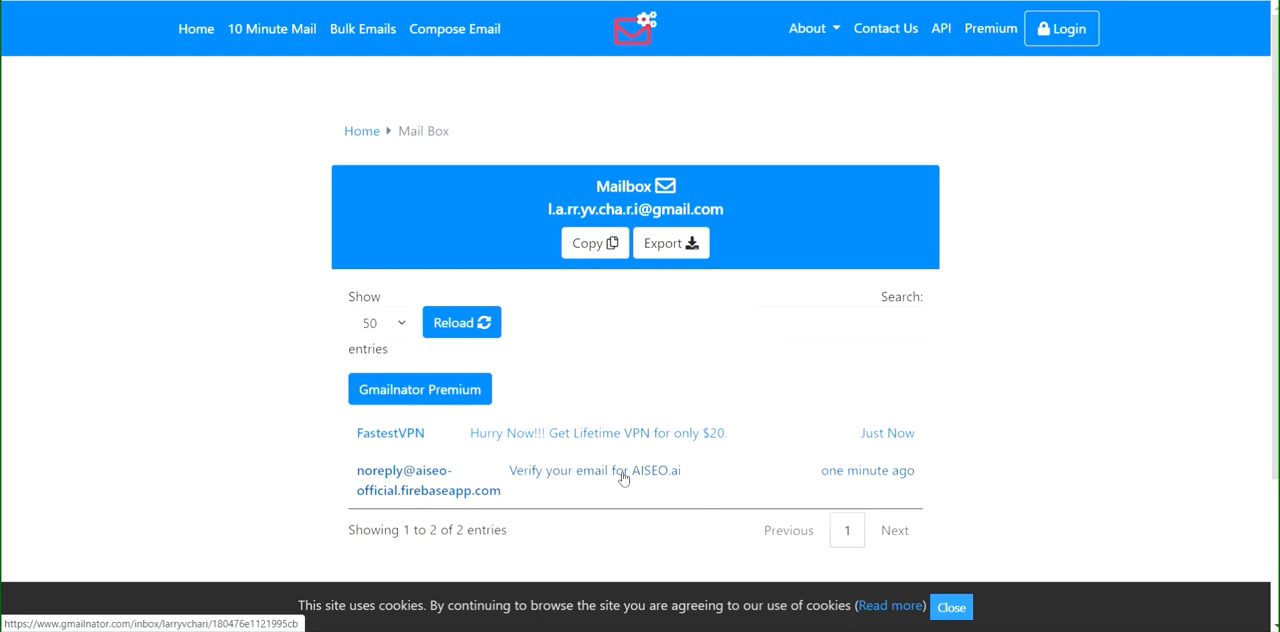 Home 10 Minute Mail Bulk Emails Compose Email About Contact Us API Premium Login
Home Mail Box
Mailbox
l.a.rr.yv.cha.r.i@gmail.com
Copy Export
Show Search:
50 Reload
entries
Gmailnator Premium
FastestVPN Hurry Now!!! Get Lifetime VPN for only $20. Just Now
noreply@aiseo- Verify your email for AISEO.ai one minute ago
official.firebaseapp.com
Showing 1 to 2 of 2 entries Previous 1 Next
This site uses cookies. By continuing to browse the site you are agreeing to our use of cookies (Read more) Close
https://www.gmailnator.com/inbox/larryvchari/180476e1121995cb